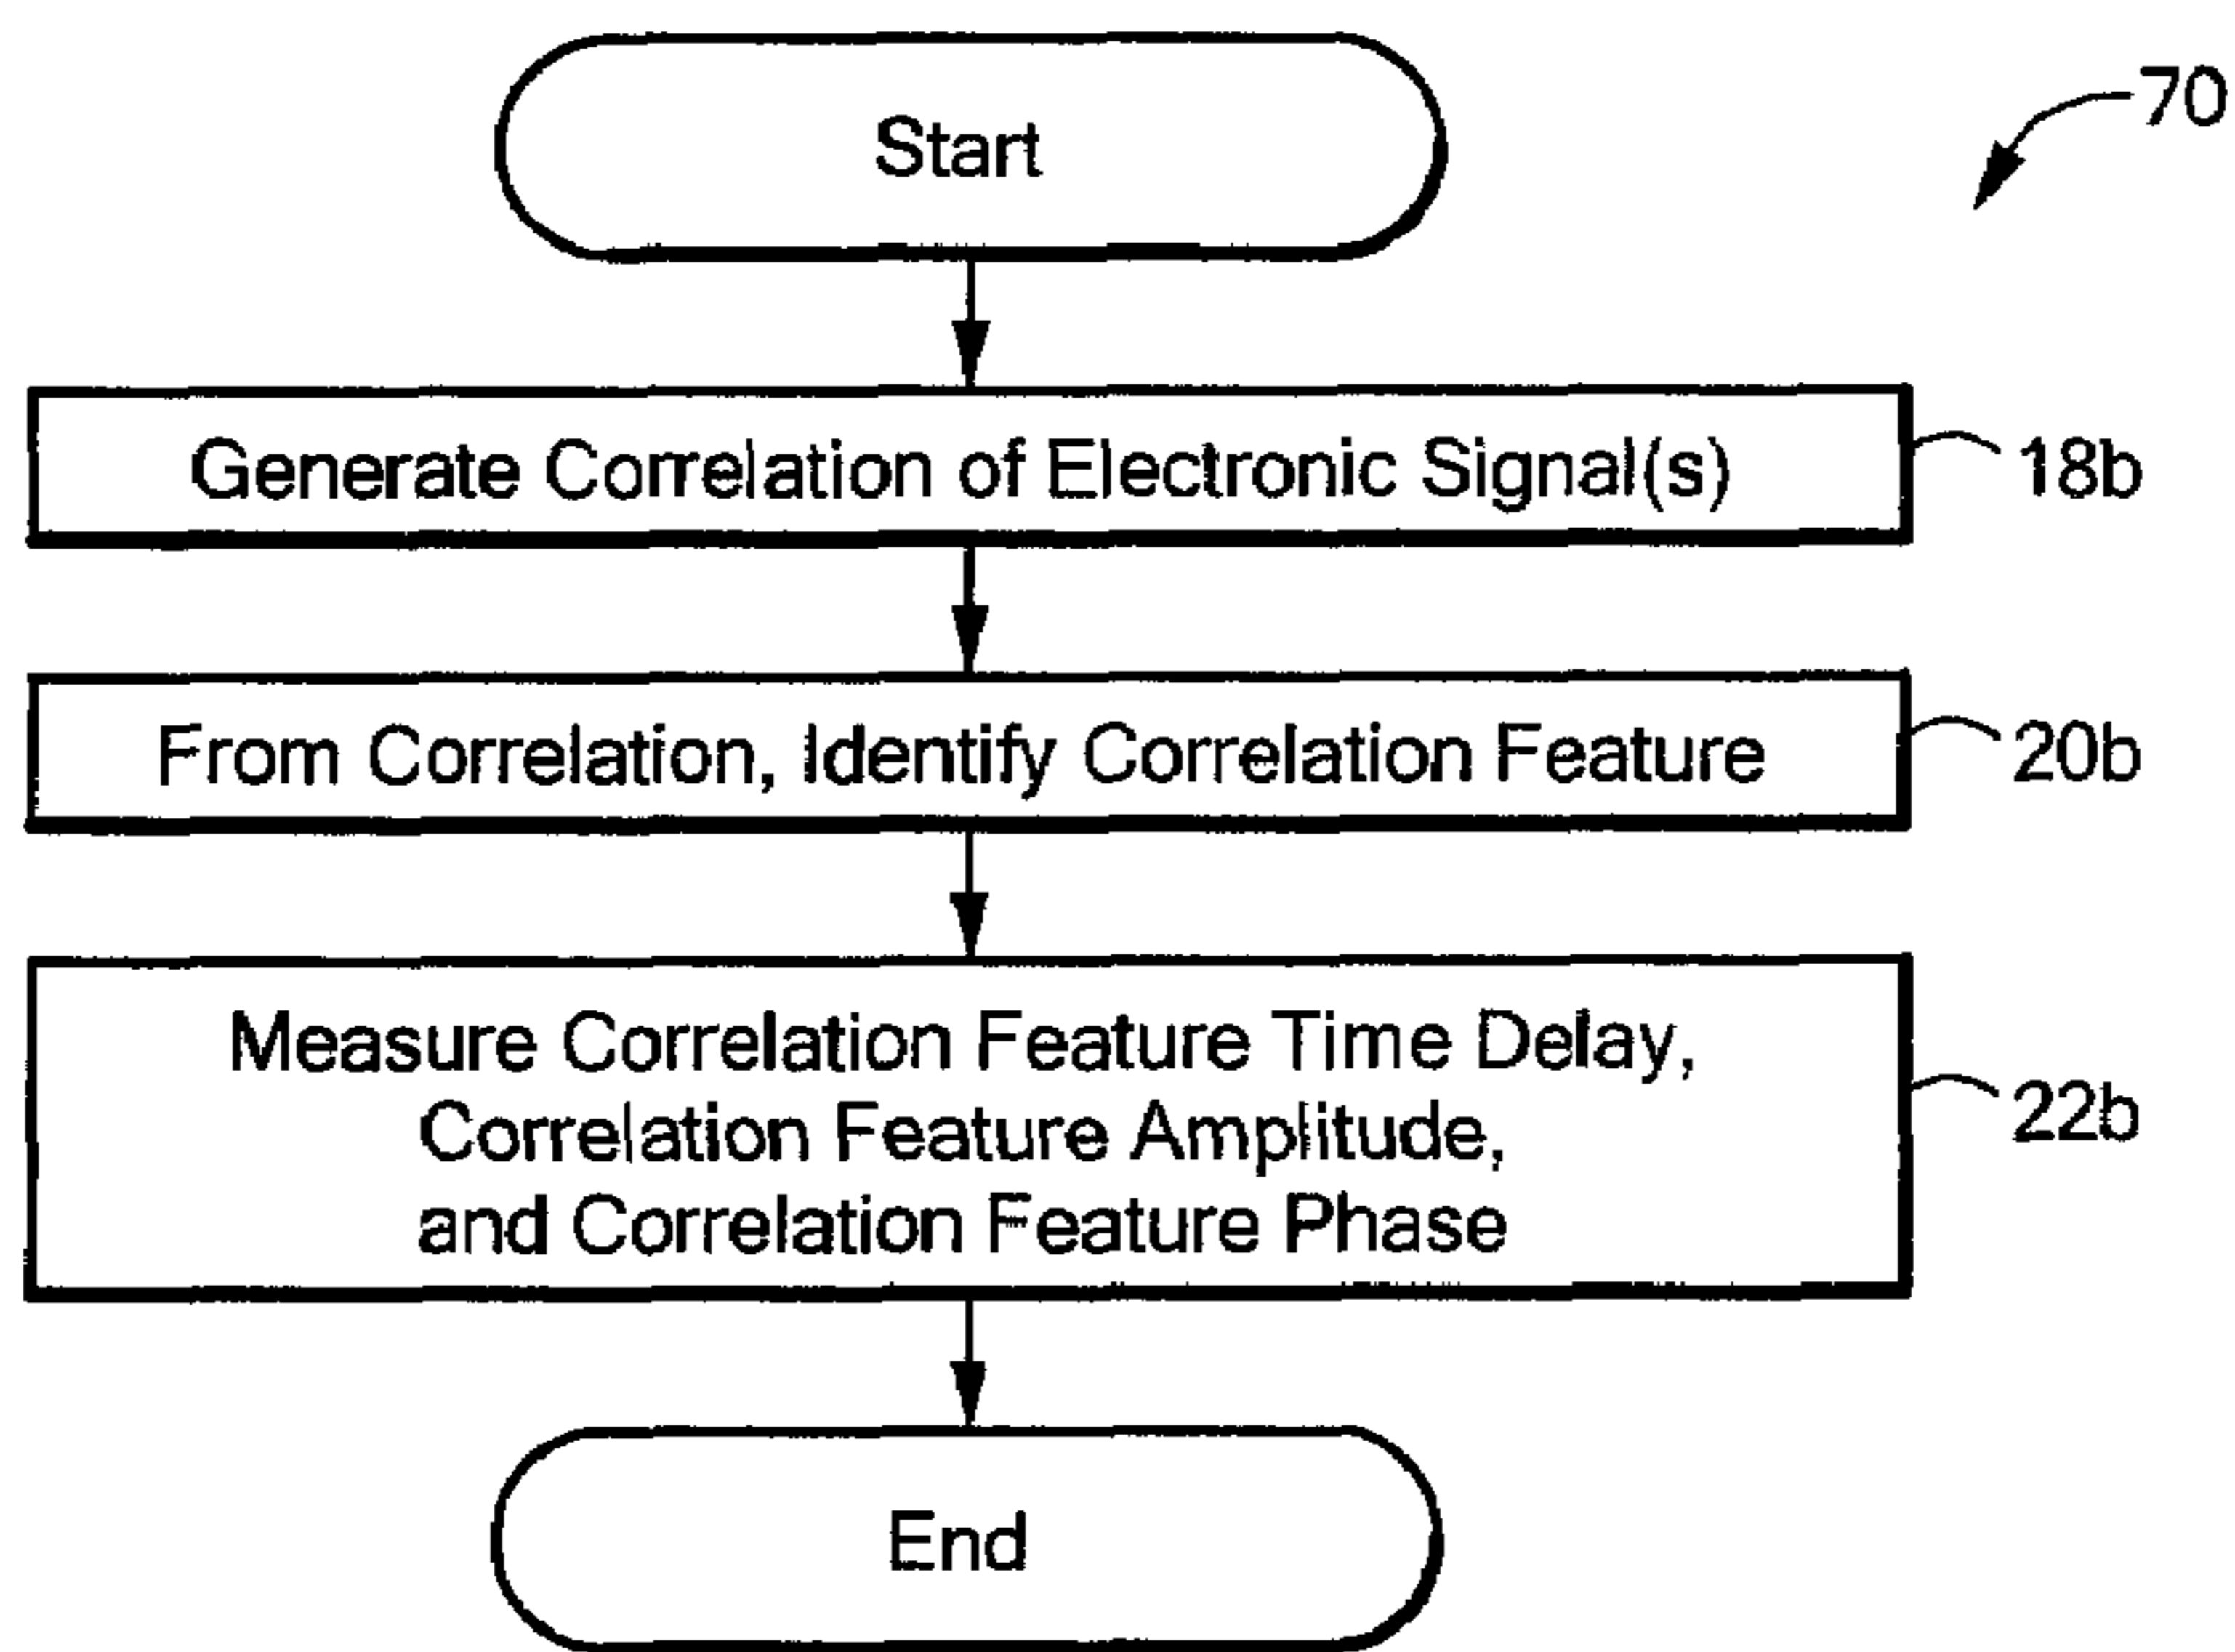 Start
70
Generate Correlation of Electronic Signal(s)
18b
From Correlation, Identify Correlation Feature
20b
Measure Correlation Feature Time Delay,
Correlation Feature Amplitude,
and Correlation Feature Phase
22b
End